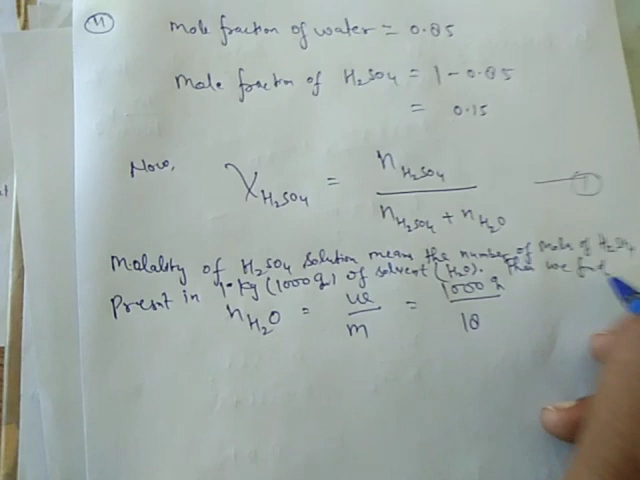 11
Mole fraction of water = 0.85
Mole fraction of H2SO4 = 1 - 0.85
= 0.15
Now, XH2SO4 = nH2SO4 / nH2SO4 + nH2O — 1
Molality of H2SO4 solution means the number of mole of H2SO4
Present in 1 kg (1000 g) of solvent (H2O). Then we find
nH2O = w / m = 1000 g / 18